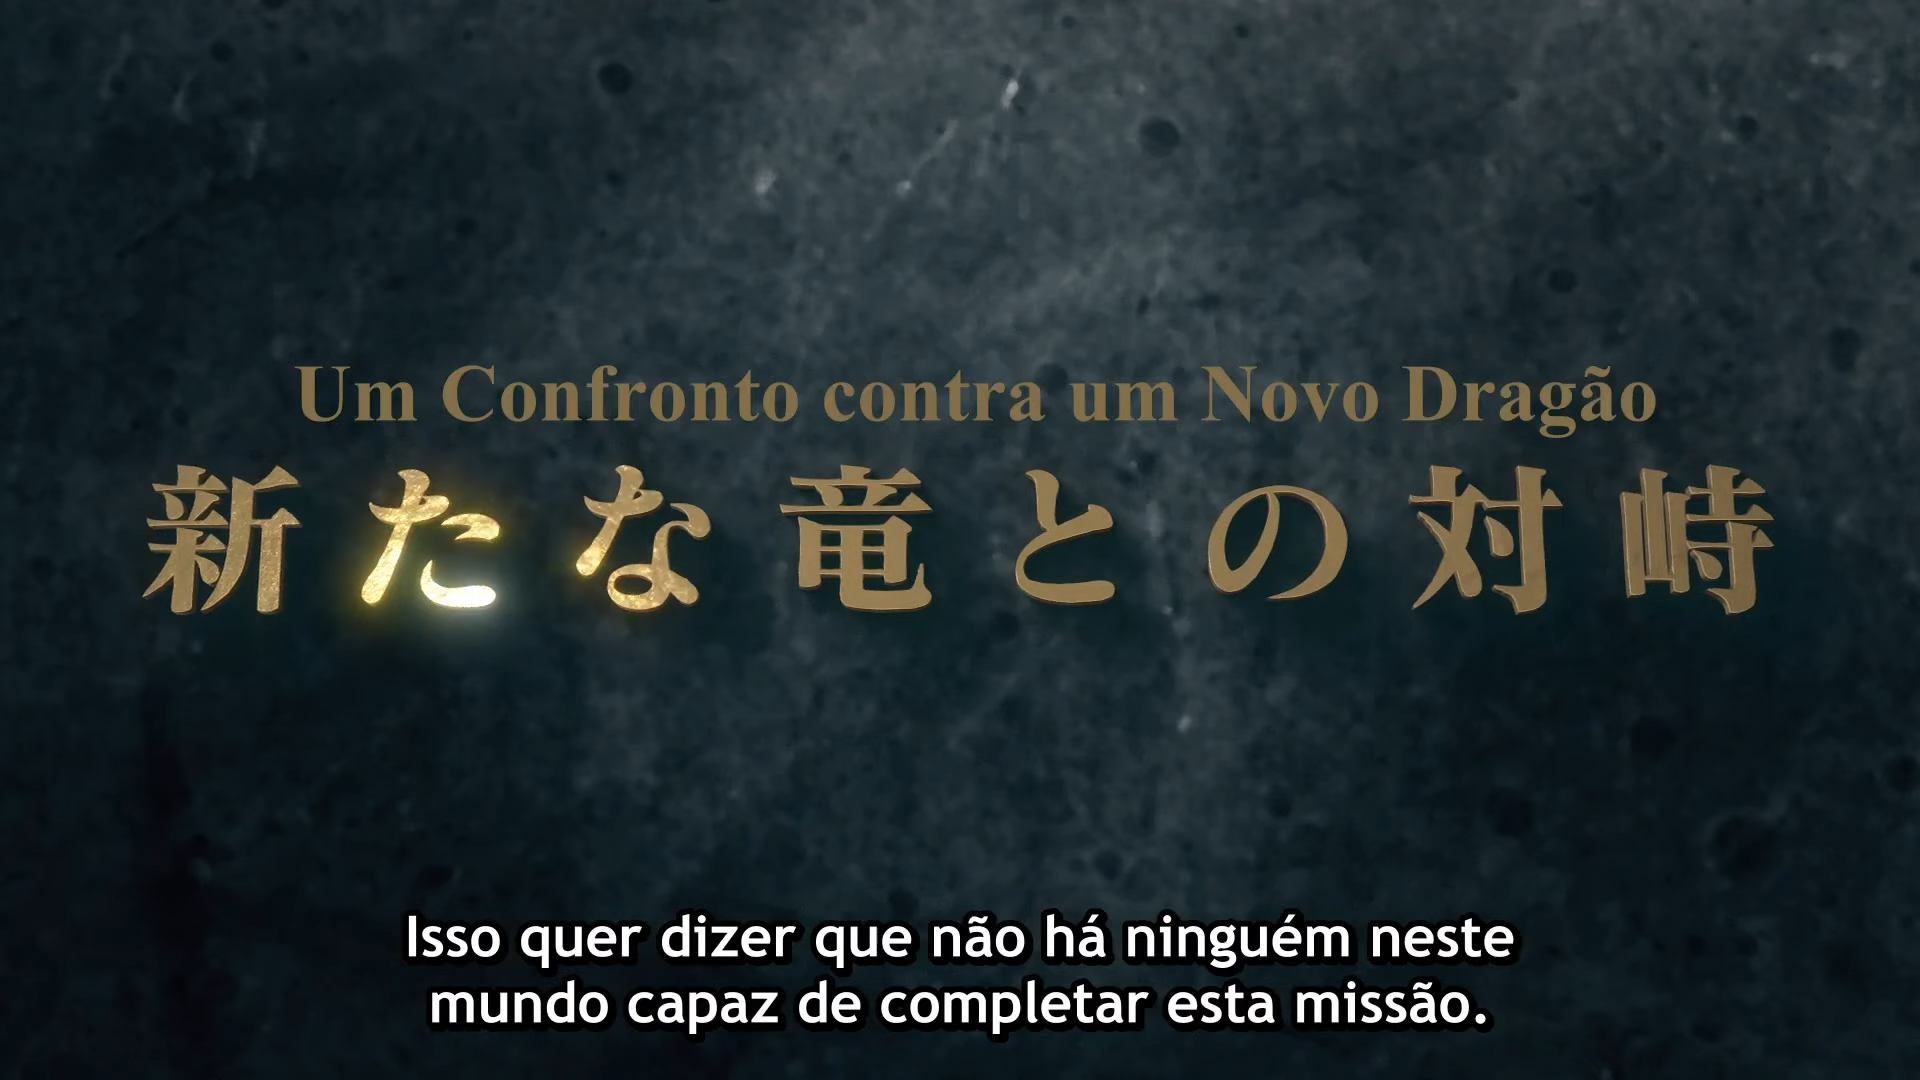 Um Confronto contra um Novo Dragão
新たな竜との対峙
Isso quer dizer que não há ninguém neste
mundo capaz de completar esta missão.